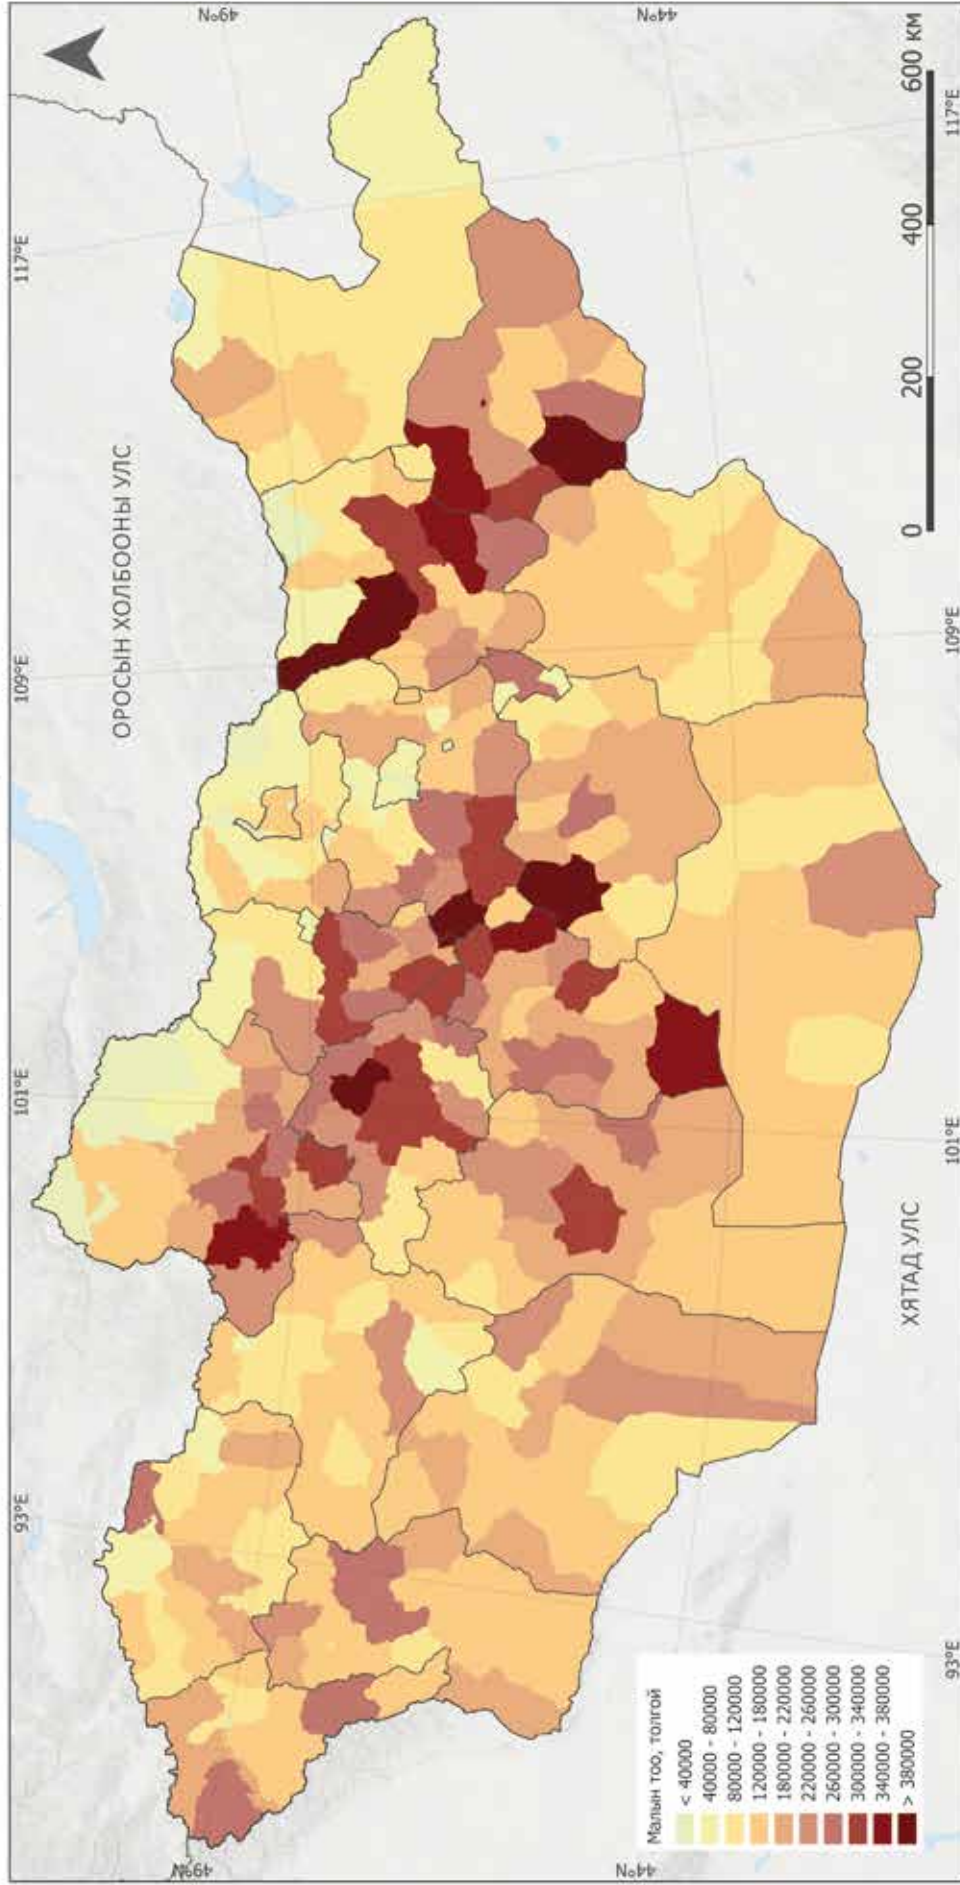 93°E
101°E
109°E
117°E
49°N
49°N
ОРОСЫН ХОЛБООНЫ УЛС
44°N
44°N
ХЯТАД УЛС
Малын тоо, толгой
< 40000
40000 - 80000
80000 - 120000
120000 - 180000
180000 - 220000
220000 - 260000
260000 - 300000
300000 - 340000
340000 - 380000
> 380000
0 200 400 600 км
93°E
101°E
109°E
117°E